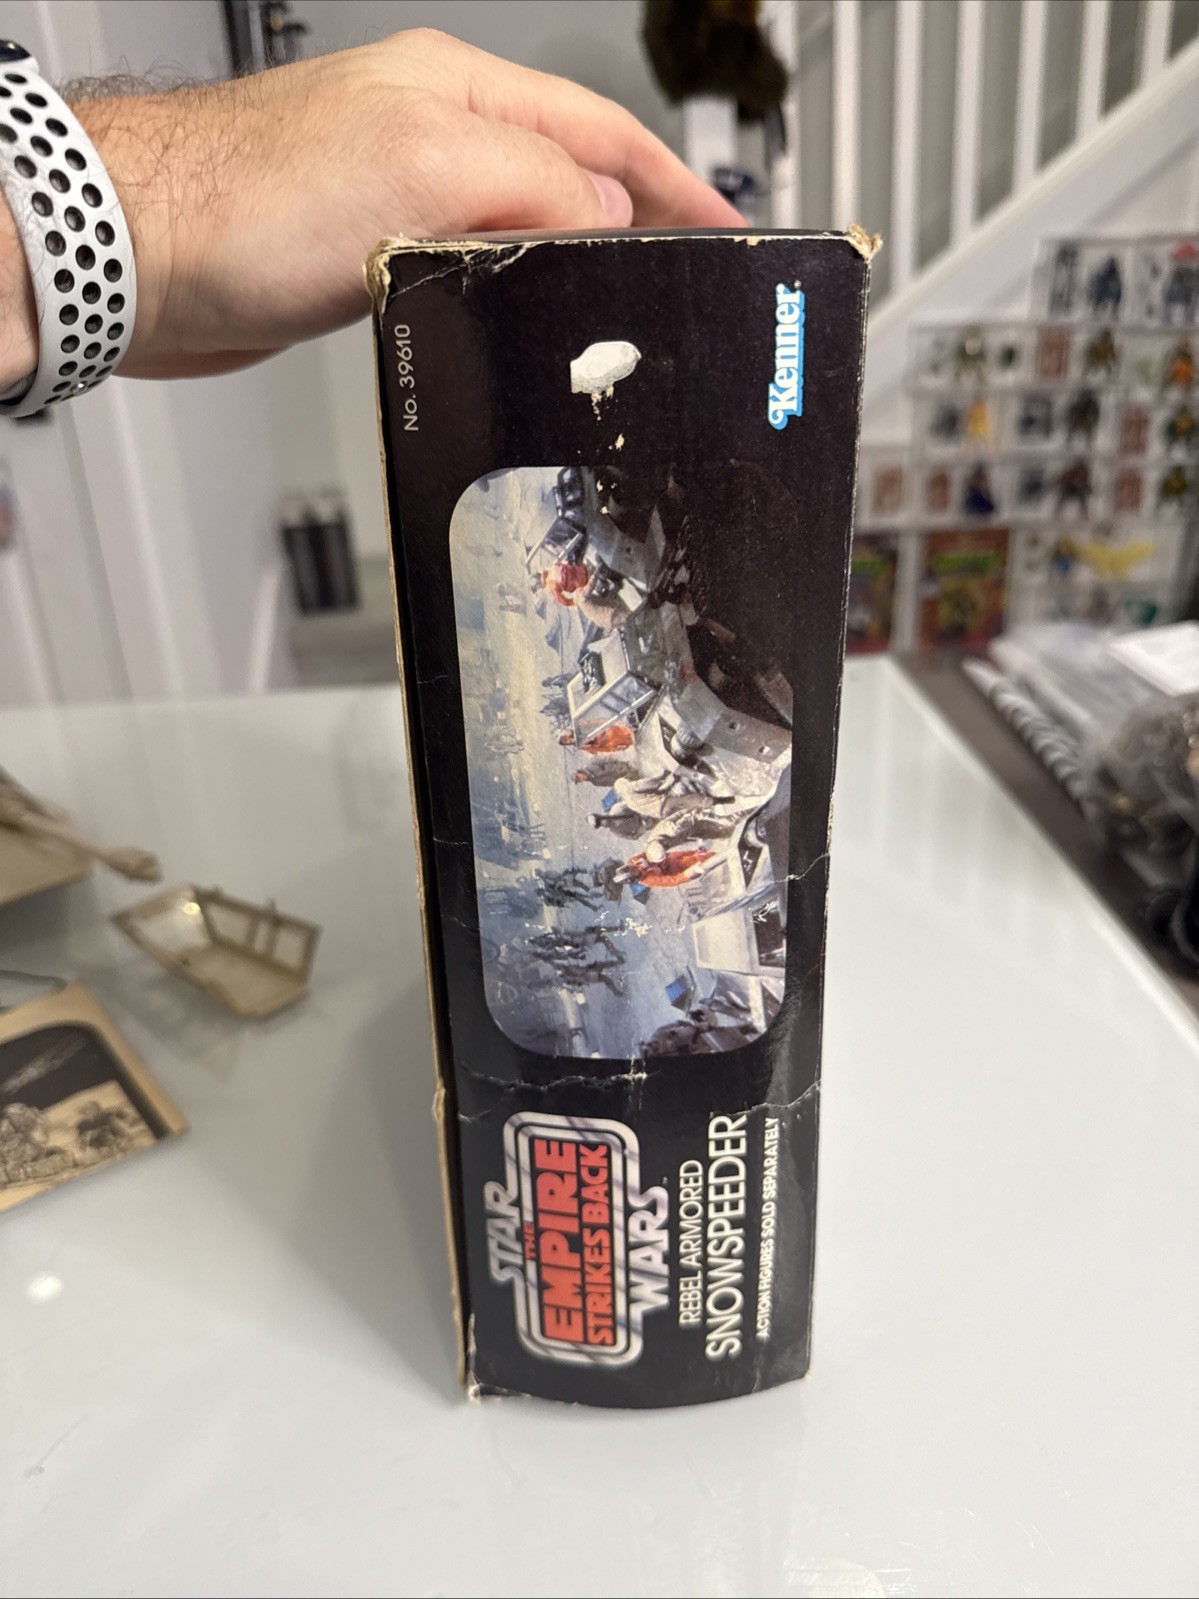 STAR
THE
EMPIRE
STRIKES BACK
WARS
REBEL ARMORED
SNOWSPEEDER
ACTION FIGURES SOLD SEPARATELY
No. 39610
Kenner